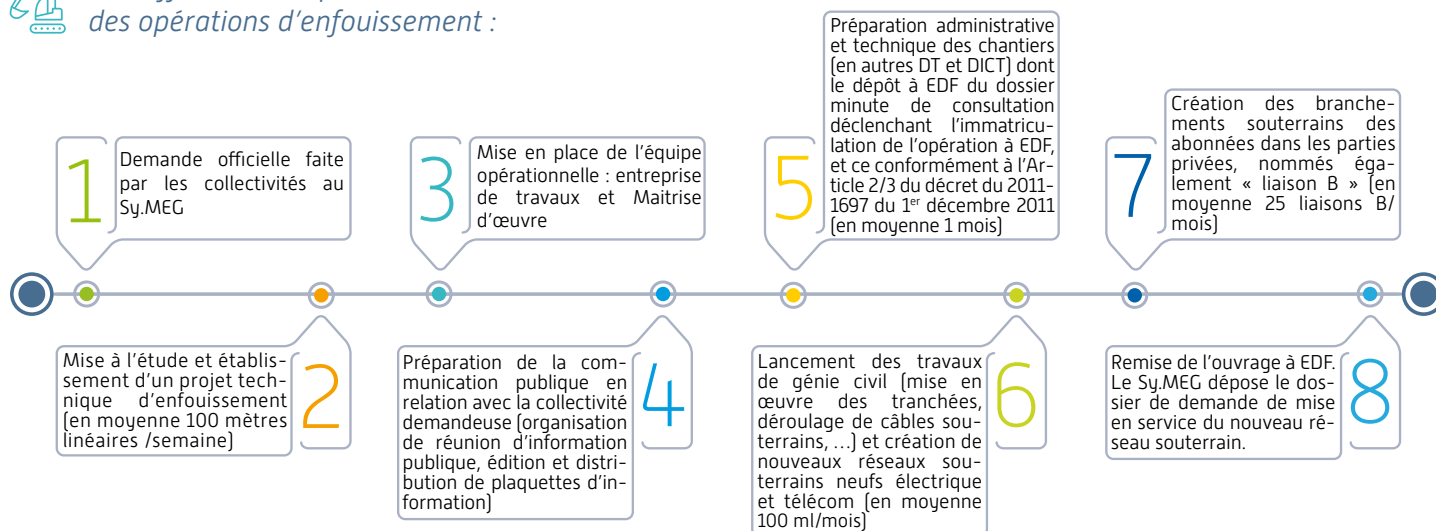 des opérations d’enfouissement :
1
Demande officielle faite
par les collectivités au
Sy.MEG
2
Mise à l’étude et établis-
sement d’un projet tech-
nique d’enfouissement
(en moyenne 100 mètres
linéaires /semaine)
3
Mise en place de l’équipe
opérationnelle : entreprise
de travaux et Maitrise
d’œuvre
4
Préparation de la com-
munication publique en
relation avec la collectivité
demandeuse (organisation
de réunion d’information
publique, édition et distri-
bution de plaquettes d’in-
formation)
5
Préparation administrative
et technique des chantiers
(en autres DT et DICT) dont
le dépôt à EDF du dossier
minute de consultation
déclenchant l’immatricu-
lation de l’opération à EDF,
et ce conformément à l’Ar-
ticle 2/3 du décret du 2011-
1697 du 1er décembre 2011
(en moyenne 1 mois)
6
Lancement des travaux
de génie civil (mise en
œuvre des tranchées,
déroulage de câbles sou-
terrains, …) et création de
nouveaux réseaux sou-
terrains neufs électrique
et télécom (en moyenne
100 ml/mois)
7
Création des branche-
ments souterrains des
abonnées dans les parties
privées, nommés éga-
lement « liaison B » (en
moyenne 25 liaisons B/
mois)
8
Remise de l’ouvrage à EDF.
Le Sy.MEG dépose le dos-
sier de demande de mise
en service du nouveau ré-
seau souterrain.